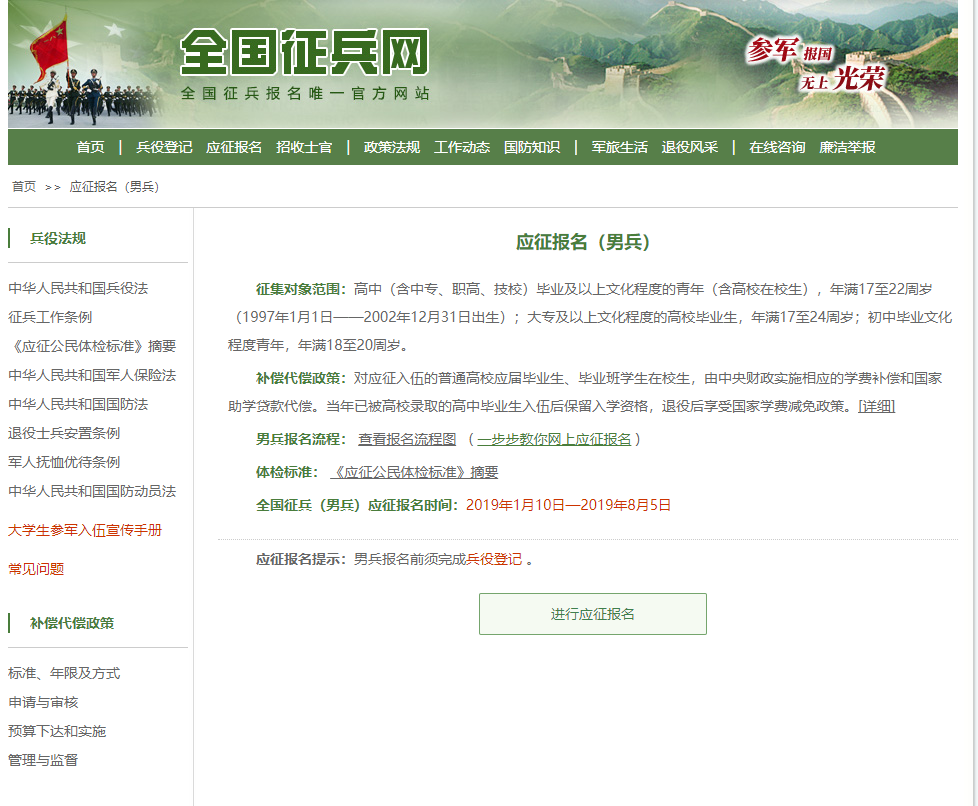 全国征兵网
全国征兵报名唯一官方网站
参军 报国
无上 光荣
首页 | 兵役登记 应征报名 招收士官 | 政策法规 工作动态 国防知识 | 军旅生活 退役风采 | 在线咨询 廉洁举报
首页 >> 应征报名（男兵）
兵役法规
中华人民共和国兵役法
征兵工作条例
《应征公民体检标准》摘要
中华人民共和国军人保险法
中华人民共和国国防法
退役士兵安置条例
军人抚恤优待条例
中华人民共和国国防动员法
大学生参军入伍宣传手册
常见问题
补偿代偿政策
标准、年限及方式
申请与审核
预算下达和实施
管理与监督
应征报名（男兵）
征集对象范围：高中（含中专、职高、技校）毕业及以上文化程度的青年（含高校在校生），年满17至22周岁
（1997年1月1日——2002年12月31日出生）；大专及以上文化程度的高校毕业生，年满17至24周岁；初中毕业文化
程度青年，年满18至20周岁。
补偿代偿政策：对应征入伍的普通高校应届毕业生、毕业班学生在校生，由中央财政实施相应的学费补偿和国家
助学贷款代偿。当年已被高校录取的高中毕业生入伍后保留入学资格，退役后享受国家学费减免政策。[详细]
男兵报名流程： 查看报名流程图 （ 一步步教你网上应征报名 ）
体检标准： 《应征公民体检标准》摘要
全国征兵（男兵）应征报名时间：2019年1月10日—2019年8月5日
应征报名提示：男兵报名前须完成兵役登记 。
进行应征报名